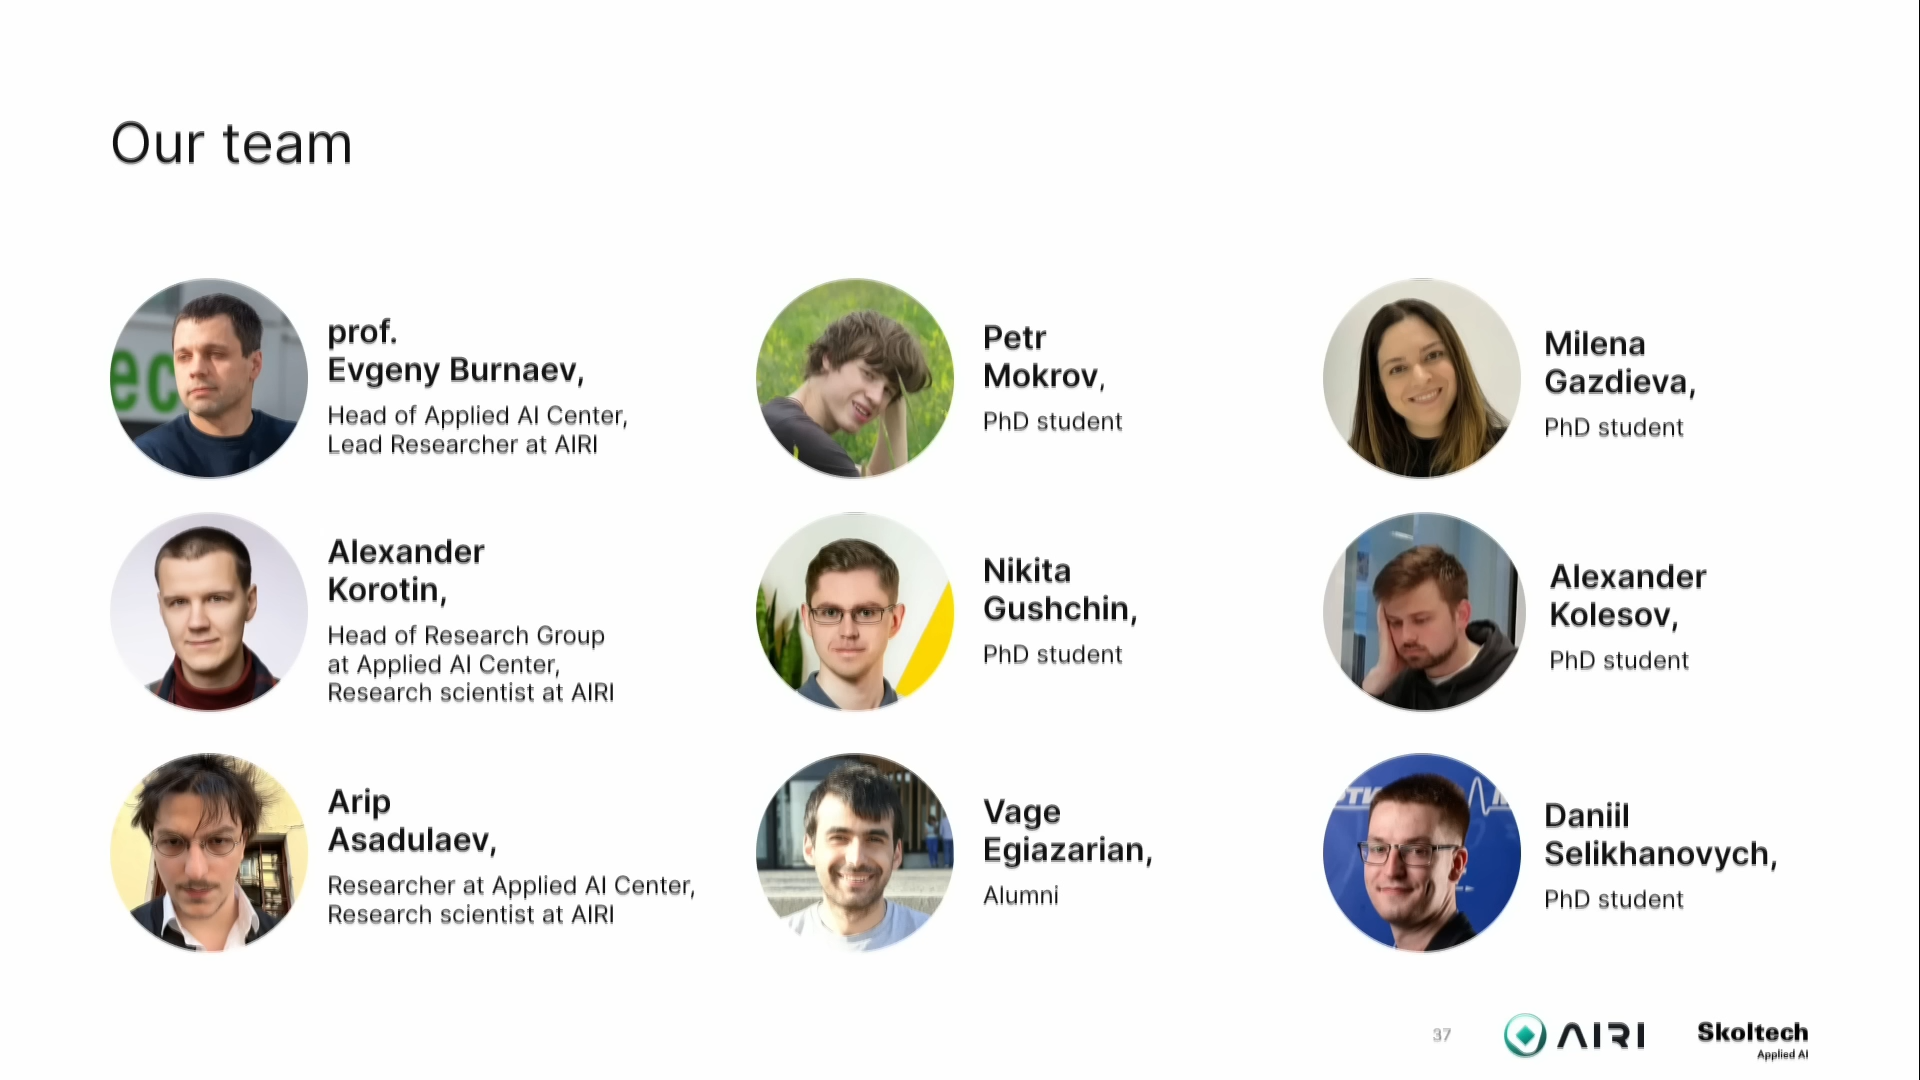 Our team
prof.
Evgeny Burnaev,
Head of Applied AI Center,
Lead Researcher at AIRI
Petr
Mokrov,
PhD student
Milena
Gazdieva,
PhD student
Alexander
Korotin,
Head of Research Group
at Applied AI Center,
Research scientist at AIRI
Nikita
Gushchin,
PhD student
Alexander
Kolesov,
PhD student
Arip
Asadulaev,
Researcher at Applied AI Center,
Research scientist at AIRI
Vage
Egiazarian,
Alumni
Daniil
Selikhanovych,
PhD student
37
AIRI
Skoltech
Applied AI